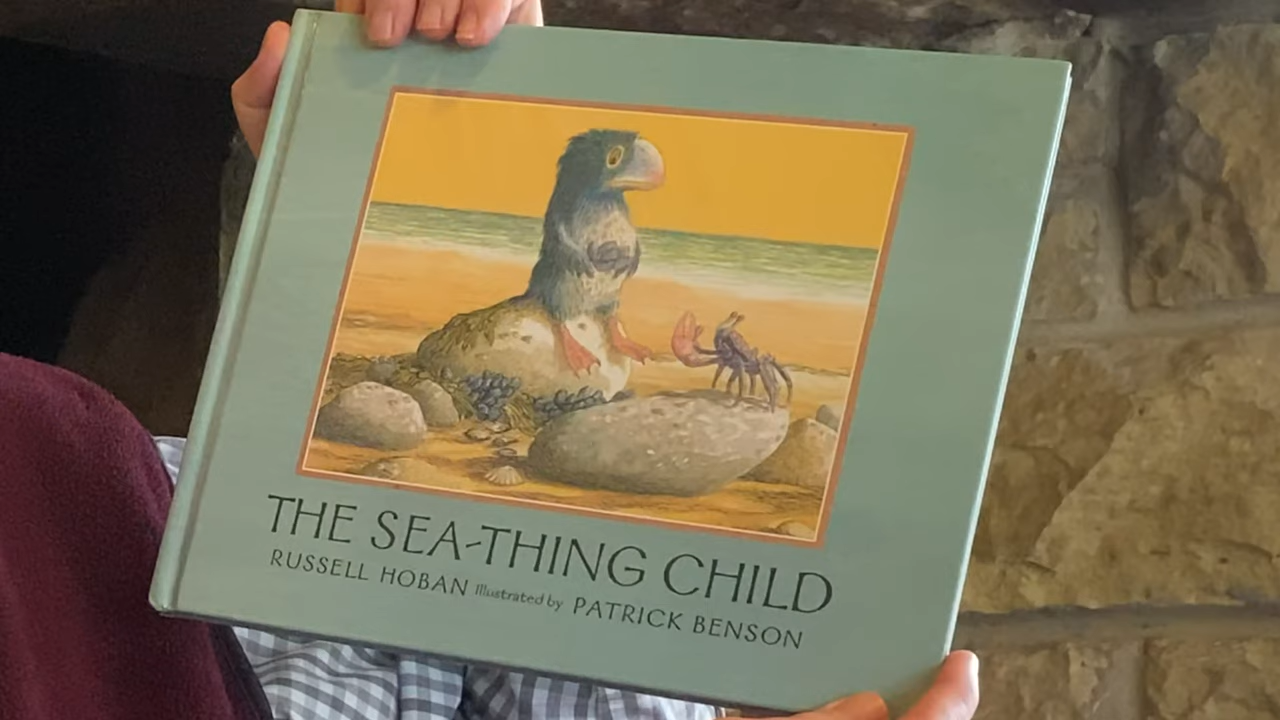 THE SEA-THING CHILD
RUSSELL HOBAN Illustrated by PATRICK BENSON